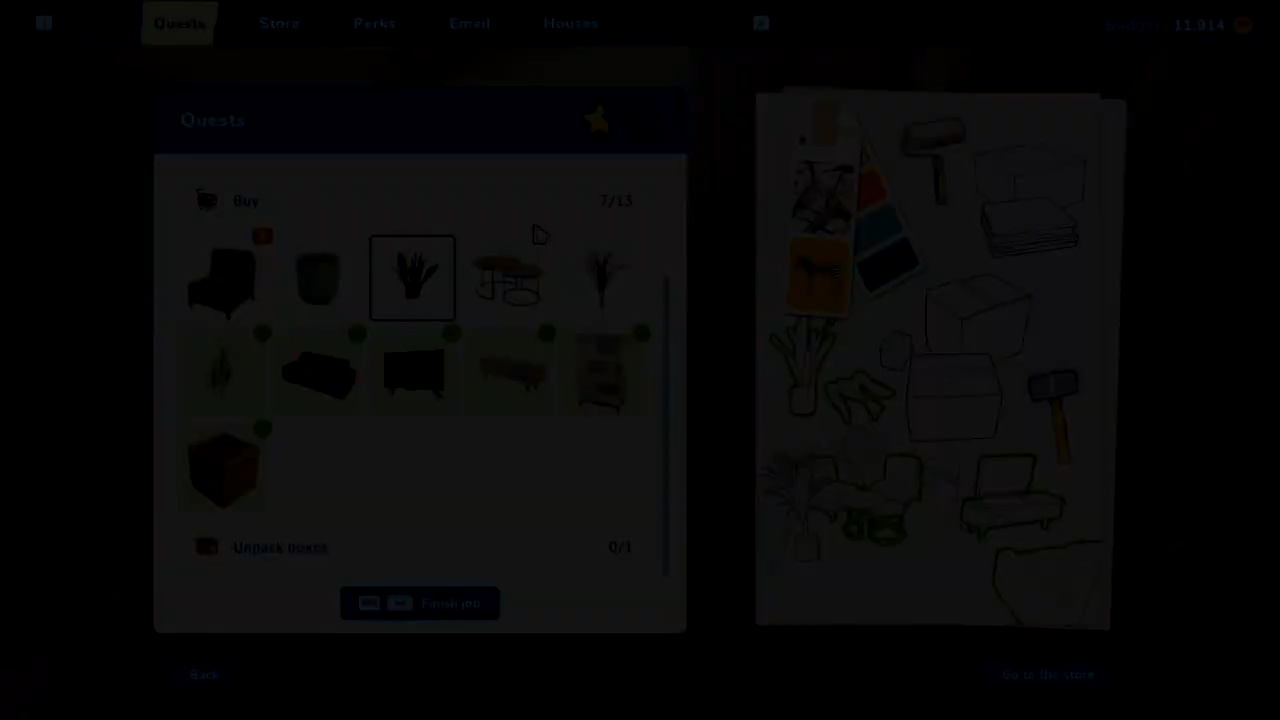 Quests Store Perks Email Houses 11.914
Quests
Buy 7/13
Unpack boxes 0/1
Finish job
Back Go to the store